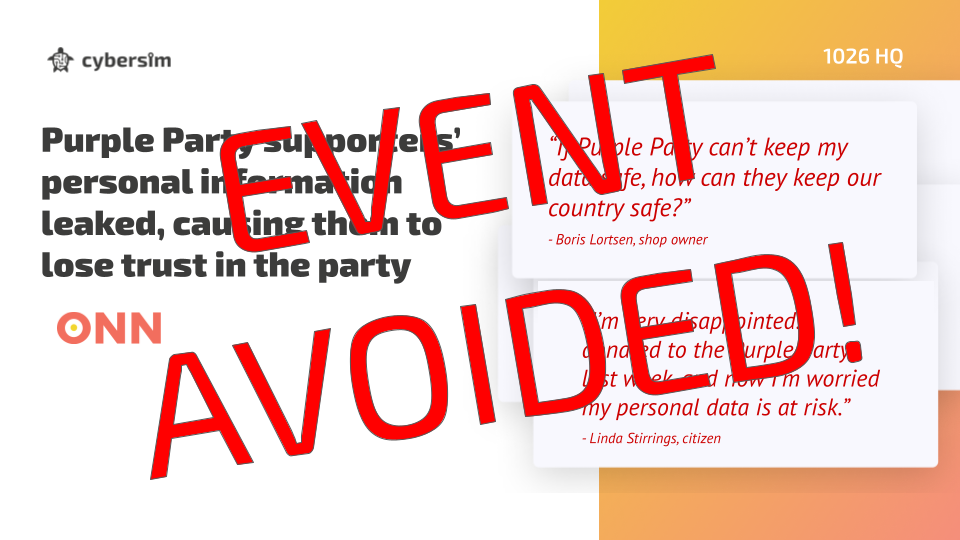 cybersim
1026 HQ
Purple Party supporters’
personal information
leaked, causing them to
lose trust in the party
ONN
“If Purple Party can’t keep my
data safe, how can they keep our
country safe?”
- Boris Lortsen, shop owner
“I’m very disappointed. I
donated to the Purple Party
last week, and now I’m worried
my personal data is at risk.”
- Linda Stirrings, citizen
EVENT
AVOIDED!